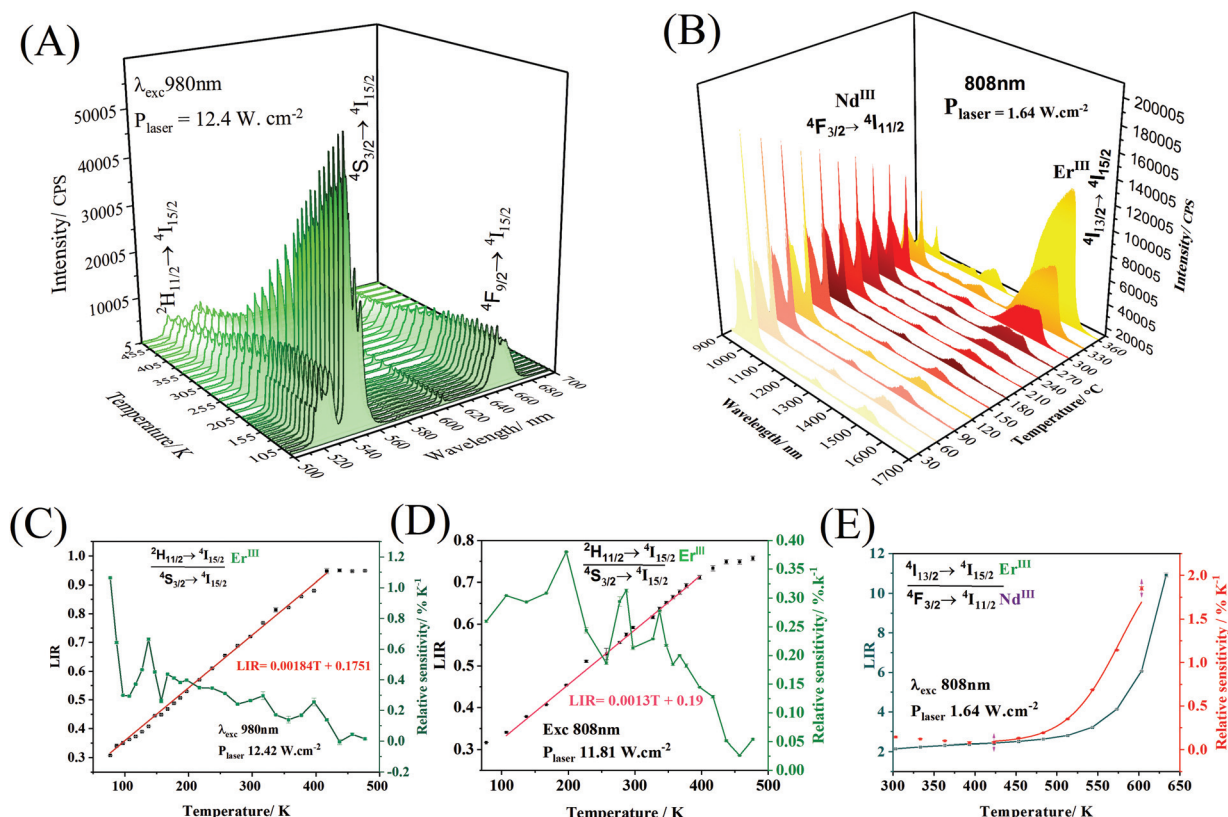 (A)
λexc980nm
Plaser = 12.4 W. cm-2
2H11/2→ 4I15/2
4S3/2→ 4I15/2
4F9/2→ 4I15/2
Intensity/ CPS
50005
40005
30005
20005
10005
5
455
405
355
305
255
205
155
105
Temperature/ K
500
520
540
560
580
600
620
640
660
680
700
Wavelength/ nm
(B)
808nm
Plaser = 1.64 W.cm-2
NdIII
4F3/2→ 4I11/2
ErIII
4I13/2→ 4I15/2
Intensity/ CPS
200005
180005
160005
140005
120005
100005
80005
60005
40005
20005
900
1000
1100
1200
1300
1400
1500
1600
1700
Wavelength/ nm
30
60
90
120
150
180
210
240
270
300
330
360
Temperature/ °C
(C)
2H11/2→ 4I15/2 ErIII
4S3/2→ 4I15/2
LIR= 0.00184T + 0.1751
λexc 980nm
Plaser 12.42 W.cm-2
LIR
1.0
0.9
0.8
0.7
0.6
0.5
0.4
0.3
100 200 300 400 500
Temperature/ K
1.2
1.0
0.8
0.6
0.4
0.2
0.0
-0.2
Relative sensitivity/ % K-1
(D)
2H11/2→ 4I15/2 ErIII
4S3/2→ 4I15/2
LIR= 0.0013T + 0.19
Exc 808nm
Plaser 11.81 W.cm-2
LIR
0.8
0.7
0.6
0.5
0.4
0.3
100 200 300 400 500
Temperature/ K
0.40
0.35
0.30
0.25
0.20
0.15
0.10
0.05
0.00
Relative sensitivity/ %.K-1
(E)
4I13/2→ 4I15/2 ErIII
4F3/2→ 4I11/2 NdIII
λexc 808nm
Plaser 1.64 W.cm-2
LIR
12
11
10
9
8
7
6
5
4
3
2
300 350 400 450 500 550 600 650
Temperature/ K
2.0
1.5
1.0
0.5
0.0
Relative sensitivity/ % K-1